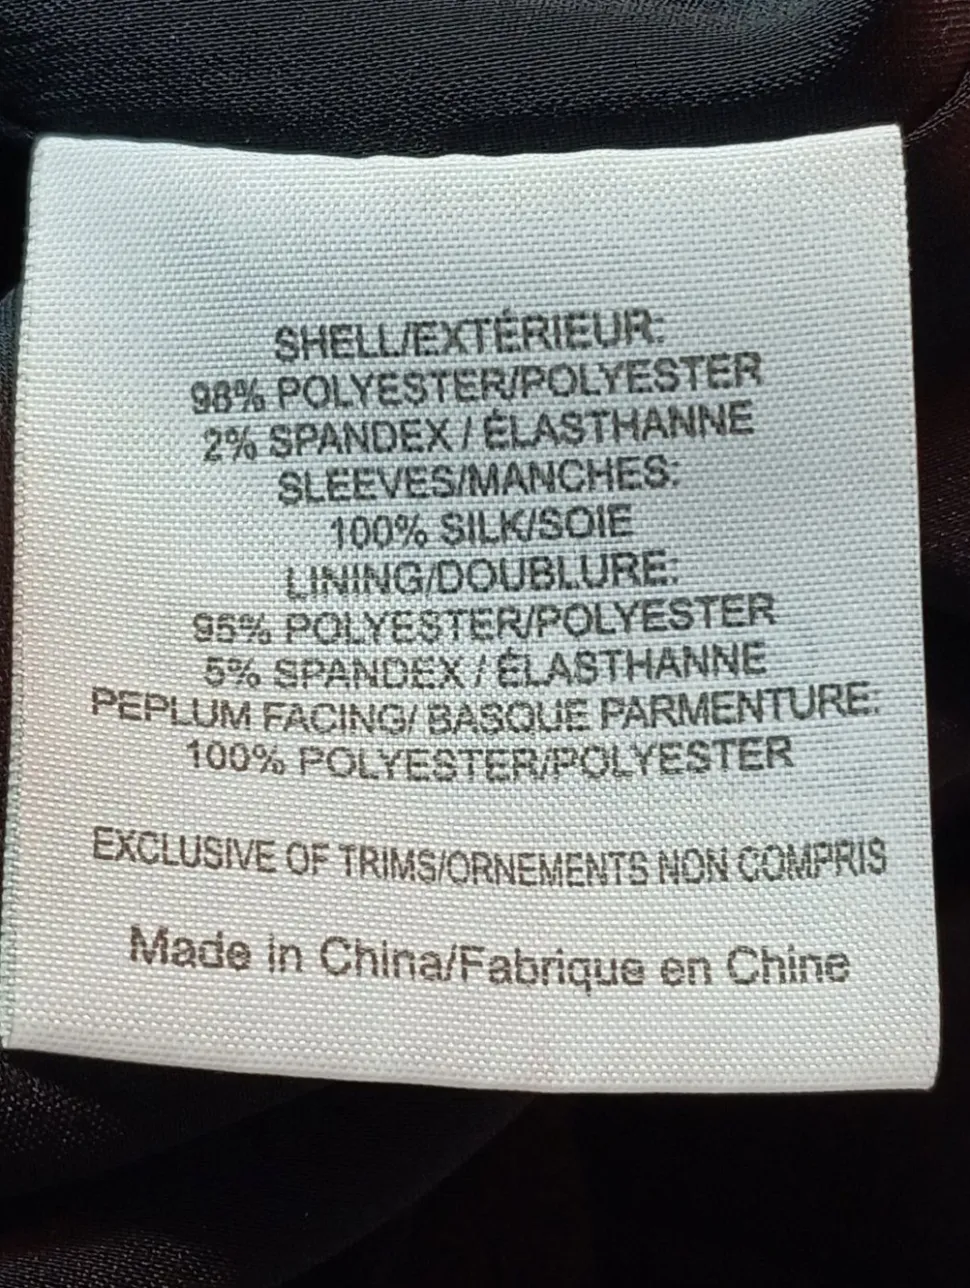 SHELL/EXTÉRIEUR:
98% POLYESTER/POLYESTER
2% SPANDEX / ÉLASTHANNE
SLEEVES/MANCHES:
100% SILK/SOIE
LINING/DOUBLURE:
95% POLYESTER/POLYESTER
5% SPANDEX / ÉLASTHANNE
PEPLUM FACING/ BASQUE PARMENTURE:
100% POLYESTER/POLYESTER
EXCLUSIVE OF TRIMS/ORNEMENTS NON COMPRIS
Made in China/Fabrique en Chine